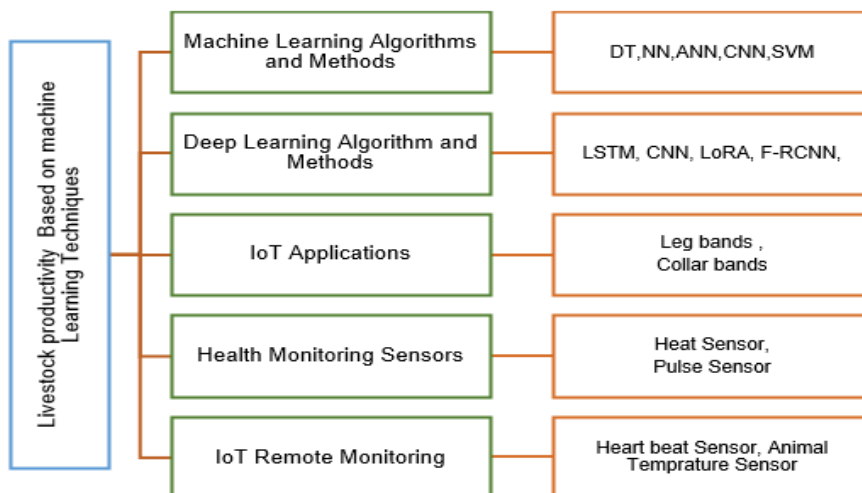 Livestock productivity Based on machine
Learning Techniques
Machine Learning Algorithms
and Methods
DT,NN,ANN,CNN,SVM
Deep Learning Algorithm and
Methods
LSTM, CNN, LoRA, F-RCNN,
IoT Applications
Leg bands ,
Collar bands
Health Monitoring Sensors
Heat Sensor,
Pulse Sensor
IoT Remote Monitoring
Heart beat Sensor, Animal
Temprature Sensor